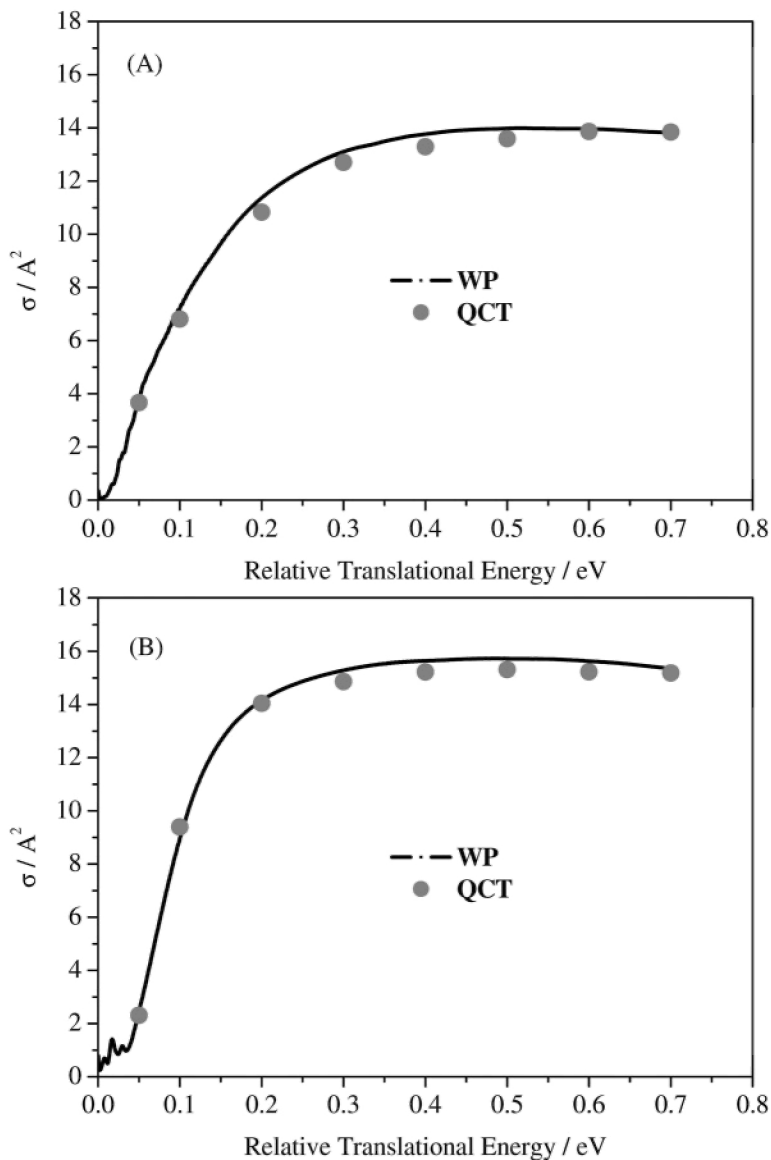 18
16
14
12
10
8
6
4
2
0
σ / A²
(A)
WP
QCT
0.0 0.1 0.2 0.3 0.4 0.5 0.6 0.7 0.8
Relative Translational Energy / eV
18
16
14
12
10
8
6
4
2
0
σ / A²
(B)
WP
QCT
0.0 0.1 0.2 0.3 0.4 0.5 0.6 0.7 0.8
Relative Translational Energy / eV